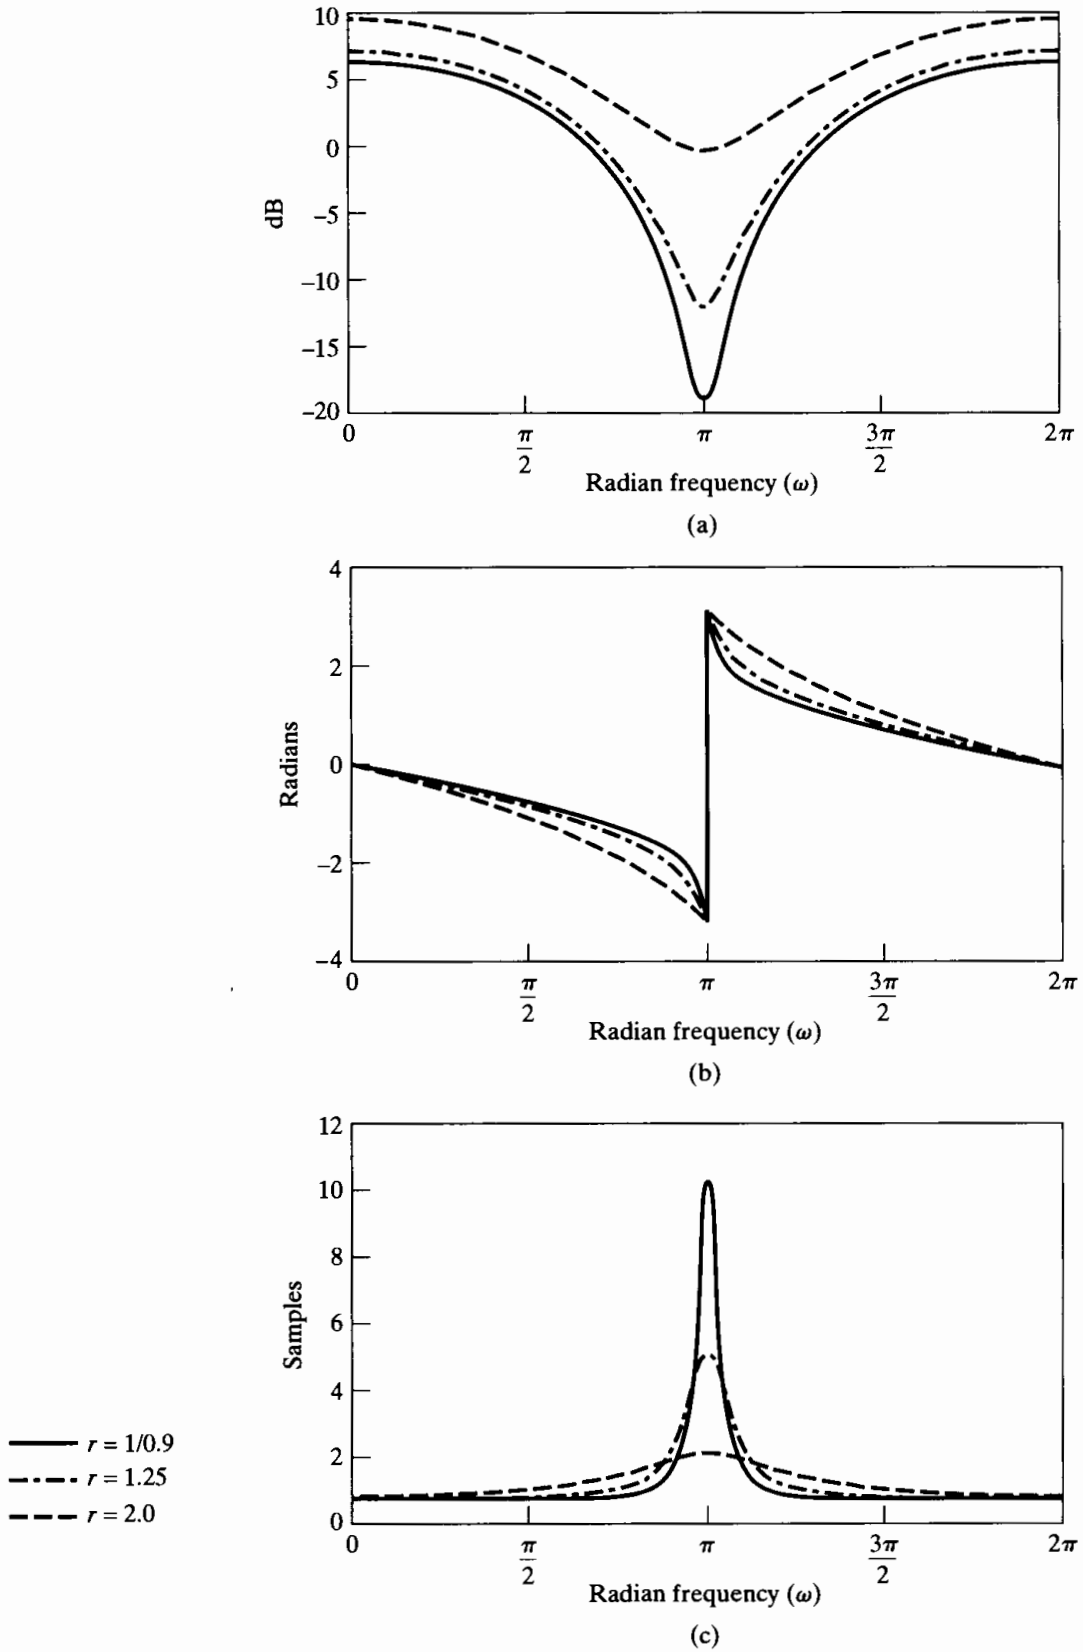 10
5
0
−5
−10
−15
−20
dB
0
π/2
π
3π/2
2π
Radian frequency (ω)
(a)
4
2
0
−2
−4
Radians
0
π/2
π
3π/2
2π
Radian frequency (ω)
(b)
12
10
8
6
4
2
0
Samples
0
π/2
π
3π/2
2π
Radian frequency (ω)
(c)
r = 1/0.9
r = 1.25
r = 2.0